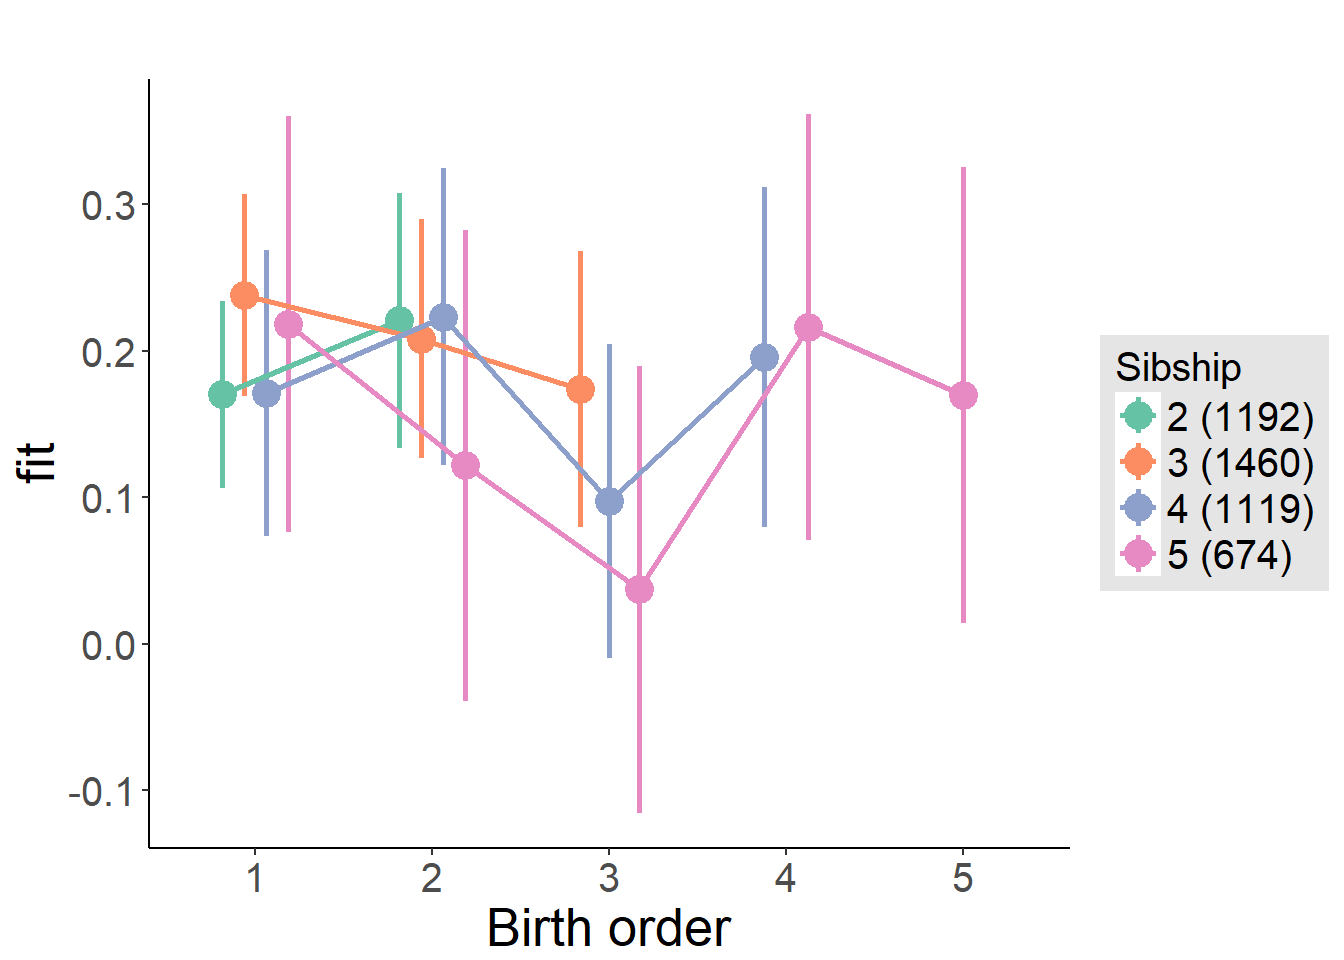 fit
0.3
0.2
0.1
0.0
-0.1
1 2 3 4 5
Birth order
Sibship
2 (1192)
3 (1460)
4 (1119)
5 (674)